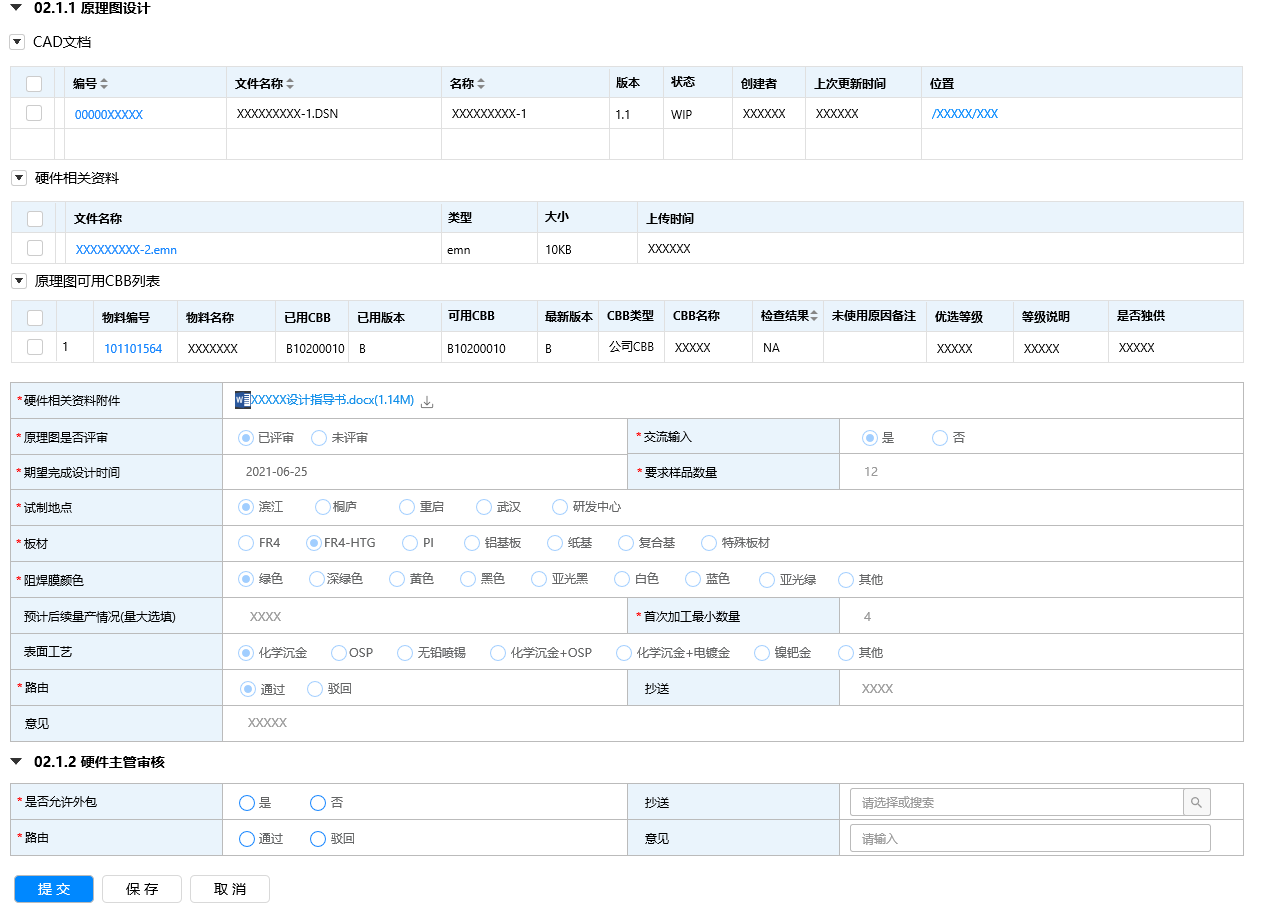 02.1.1 原理图设计
CAD文档
编号 文件名称 名称 版本 状态 创建者 上次更新时间 位置
00000XXXXX XXXXXXXXX-1.DSN XXXXXXXXX-1 1.1 WIP XXXXXX XXXXXX /XXXXX/XXX
硬件相关资料
文件名称 类型 大小 上传时间
XXXXXXXXX-2.emn emn 10KB XXXXXX
原理图可用CBB列表
物料编号 物料名称 已用CBB 已用版本 可用CBB 最新版本 CBB类型 CBB名称 检查结果 未使用原因备注 优选等级 等级说明 是否独供
1 101101564 XXXXXXX B10200010 B B10200010 B 公司CBB XXXXX NA XXXXX XXXXX XXXXX
*硬件相关资料附件 XXXXX设计指导书.docx(1.14M)
*原理图是否评审 已评审 未评审 *交流输入 是 否
*期望完成设计时间 2021-06-25 *要求样品数量 12
*试制地点 滨江 桐庐 重启 武汉 研发中心
*板材 FR4 FR4-HTG PI 铝基板 纸基 复合基 特殊板材
*阻焊膜颜色 绿色 深绿色 黄色 黑色 亚光黑 白色 蓝色 亚光绿 其他
预计后续量产情况(量大选填) XXXX *首次加工最小数量 4
表面工艺 化学沉金 OSP 无铅喷锡 化学沉金+OSP 化学沉金+电镀金 镍钯金 其他
*路由 通过 驳回 抄送 XXXX
意见 XXXXX
02.1.2 硬件主管审核
*是否允许外包 是 否 抄送 请选择或搜索
*路由 通过 驳回 意见 请输入
提交 保存 取消